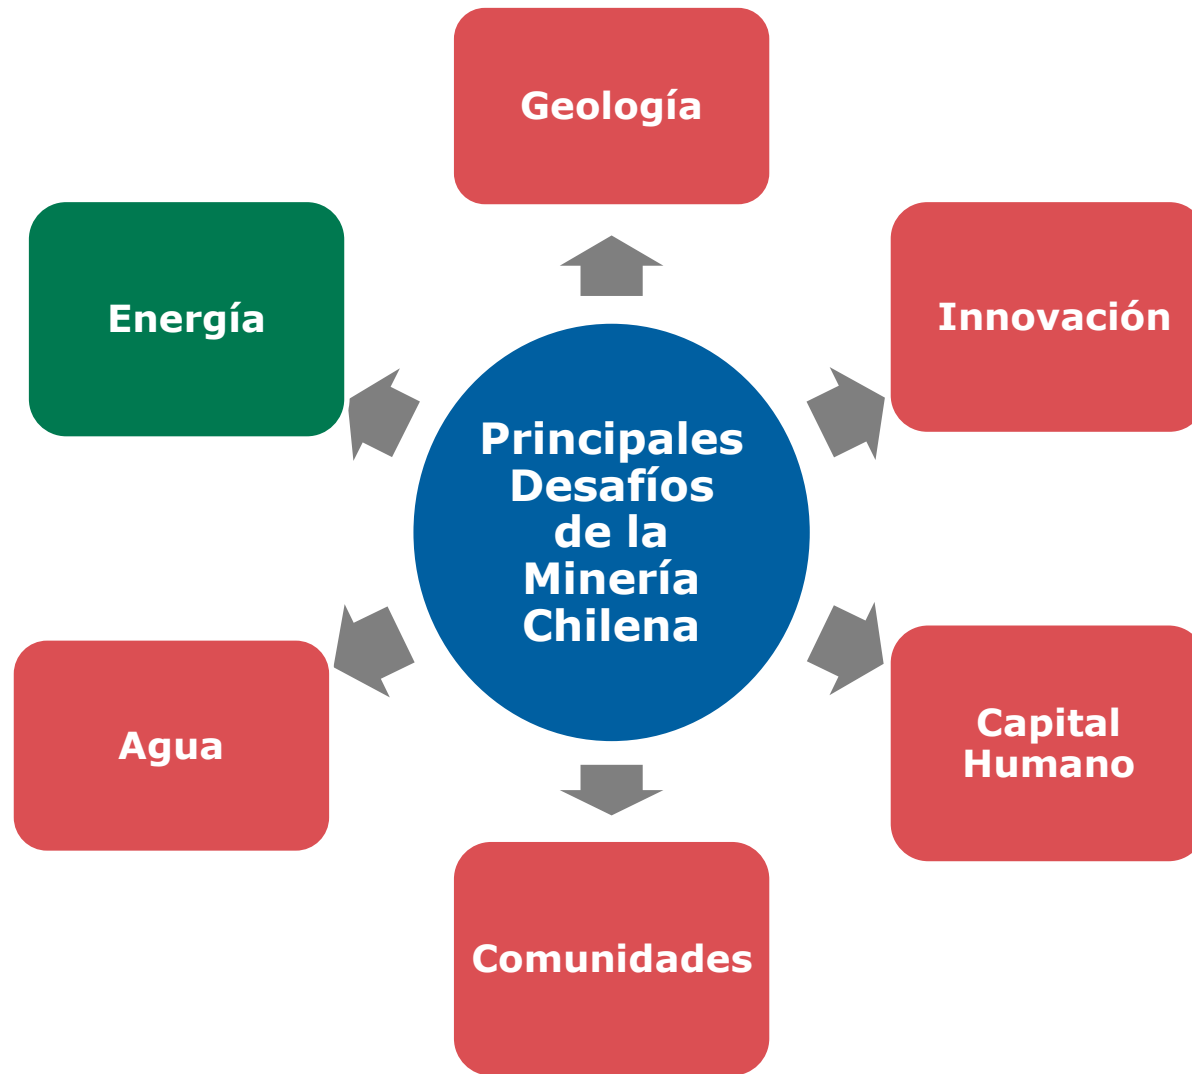 Geología
Energía
Innovación
Principales
Desafíos
de la
Minería
Chilena
Agua
Capital
Humano
Comunidades